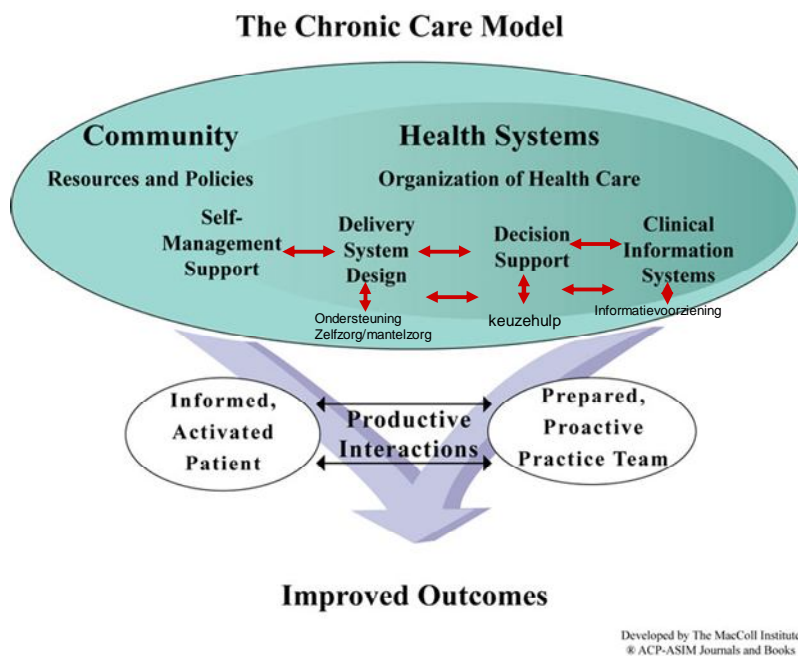 The Chronic Care Model
Community
Health Systems
Resources and Policies
Organization of Health Care
Self-
Management
Support
Delivery
System
Design
Decision
Support
Clinical
Information
Systems
Ondersteuning
Zelfzorg/mantelzorg
keuzehulp
Informatievoorziening
Informed,
Activated
Patient
Productive
Interactions
Prepared,
Proactive
Practice Team
Improved Outcomes
Developed by The MacColl Institute
® ACP-ASIM Journals and Books